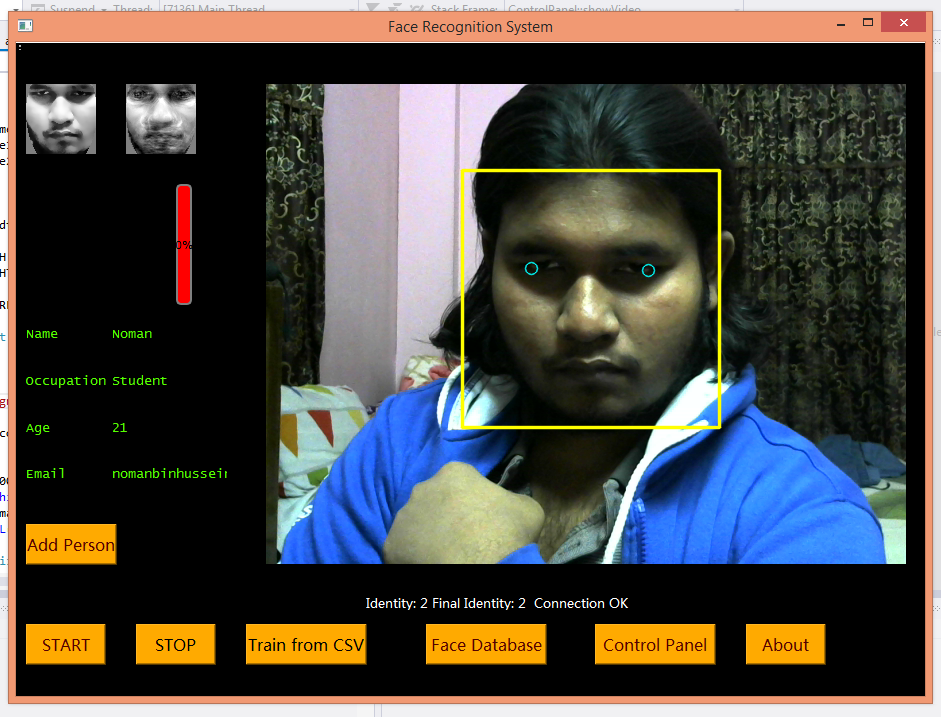 Suspend Thread: [7136] Main Thread Stack Frame: ControlPanel::showVideo
Face Recognition System
0%
Name Noman
Occupation Student
Age 21
Email nomanbinhussein
Add Person
Identity: 2 Final Identity: 2 Connection OK
START STOP Train from CSV Face Database Control Panel About